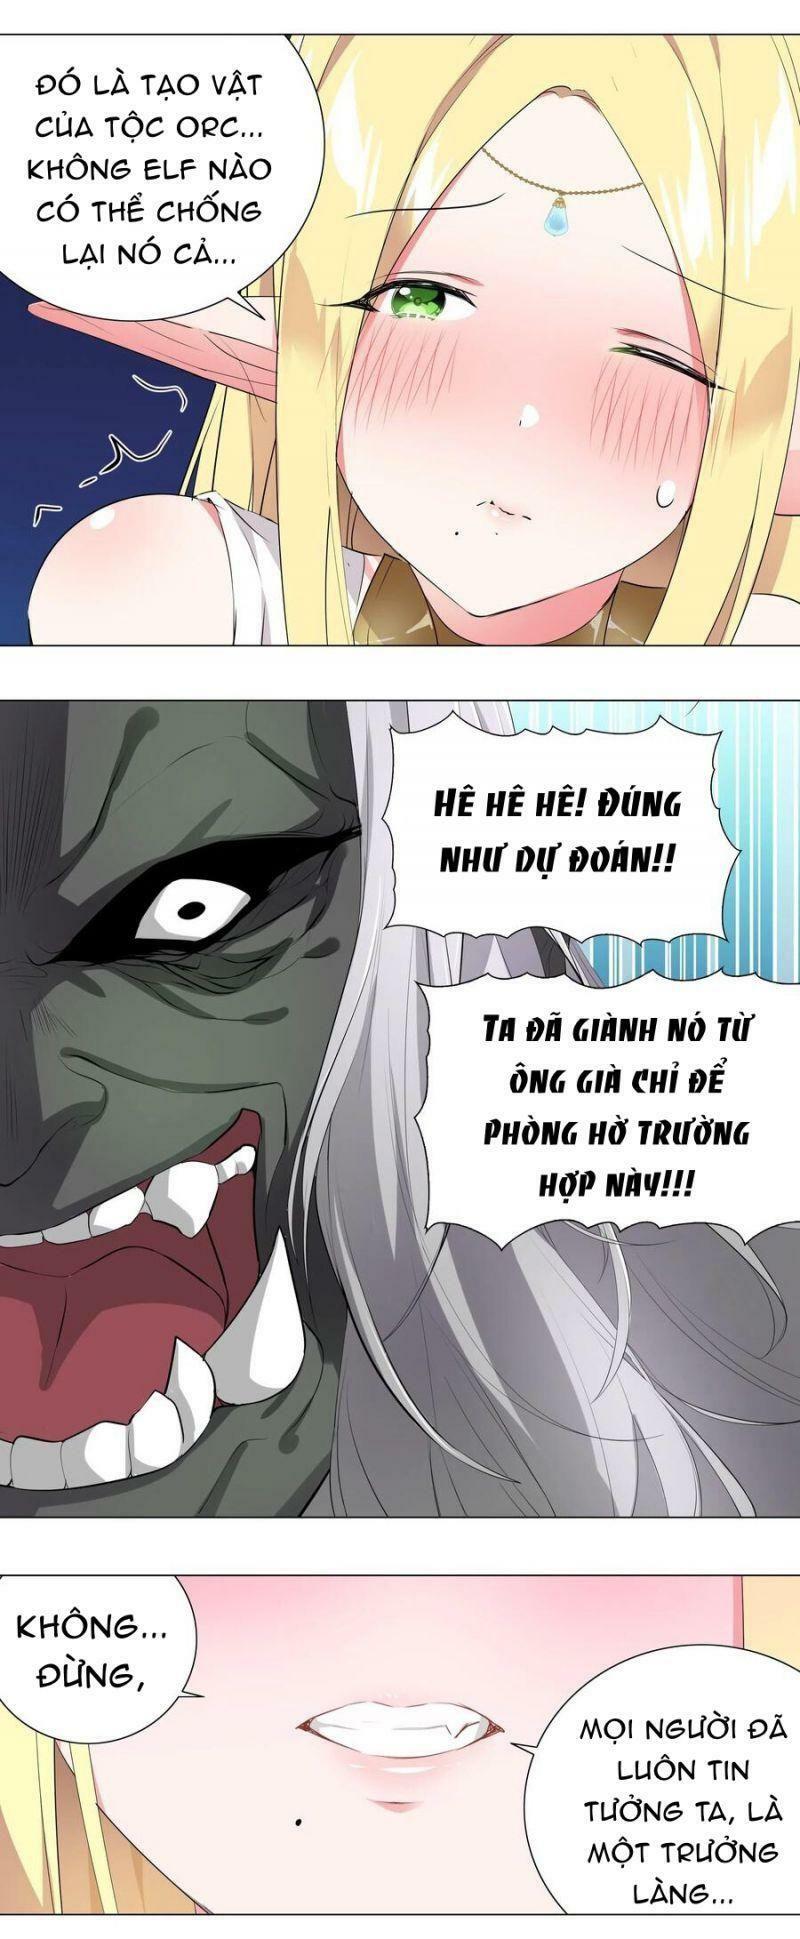 ĐÓ LÀ TẠO VẬT
CỦA TỘC ORC...
KHÔNG ELF NÀO
CÓ THỂ CHỐNG
LẠI NÓ CẢ...
HÊ HÊ HÊ! ĐÚNG
NHƯ DỰ ĐOÁN!!
TA ĐÃ GIÀNH NÓ TỪ
ÔNG GIÀ CHỈ ĐỂ
PHÒNG HỜ TRƯỜNG
HỢP NÀY!!!
KHÔNG...
ĐỪNG,
MỌI NGƯỜI ĐÃ
LUÔN TIN
TƯỞNG TA, LÀ
MỘT TRƯỞNG
LÀNG...